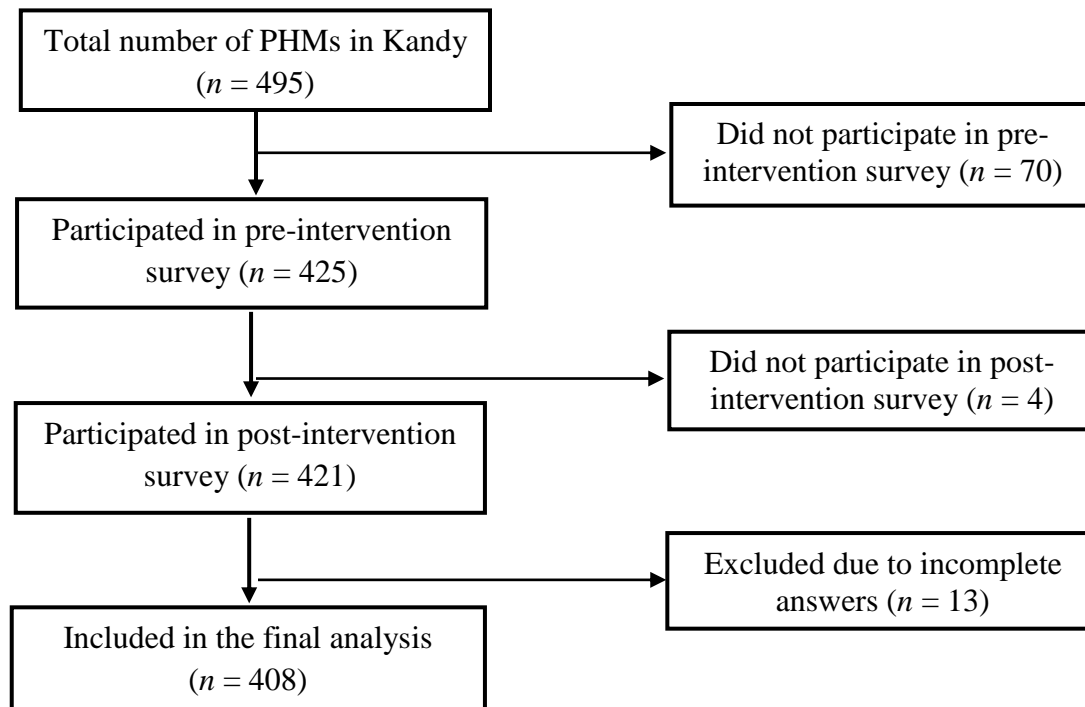 Total number of PHMs in Kandy
(n = 495)
Did not participate in pre-
intervention survey (n = 70)
Participated in pre-intervention
survey (n = 425)
Did not participate in post-
intervention survey (n = 4)
Participated in post-intervention
survey (n = 421)
Excluded due to incomplete
answers (n = 13)
Included in the final analysis
(n = 408)